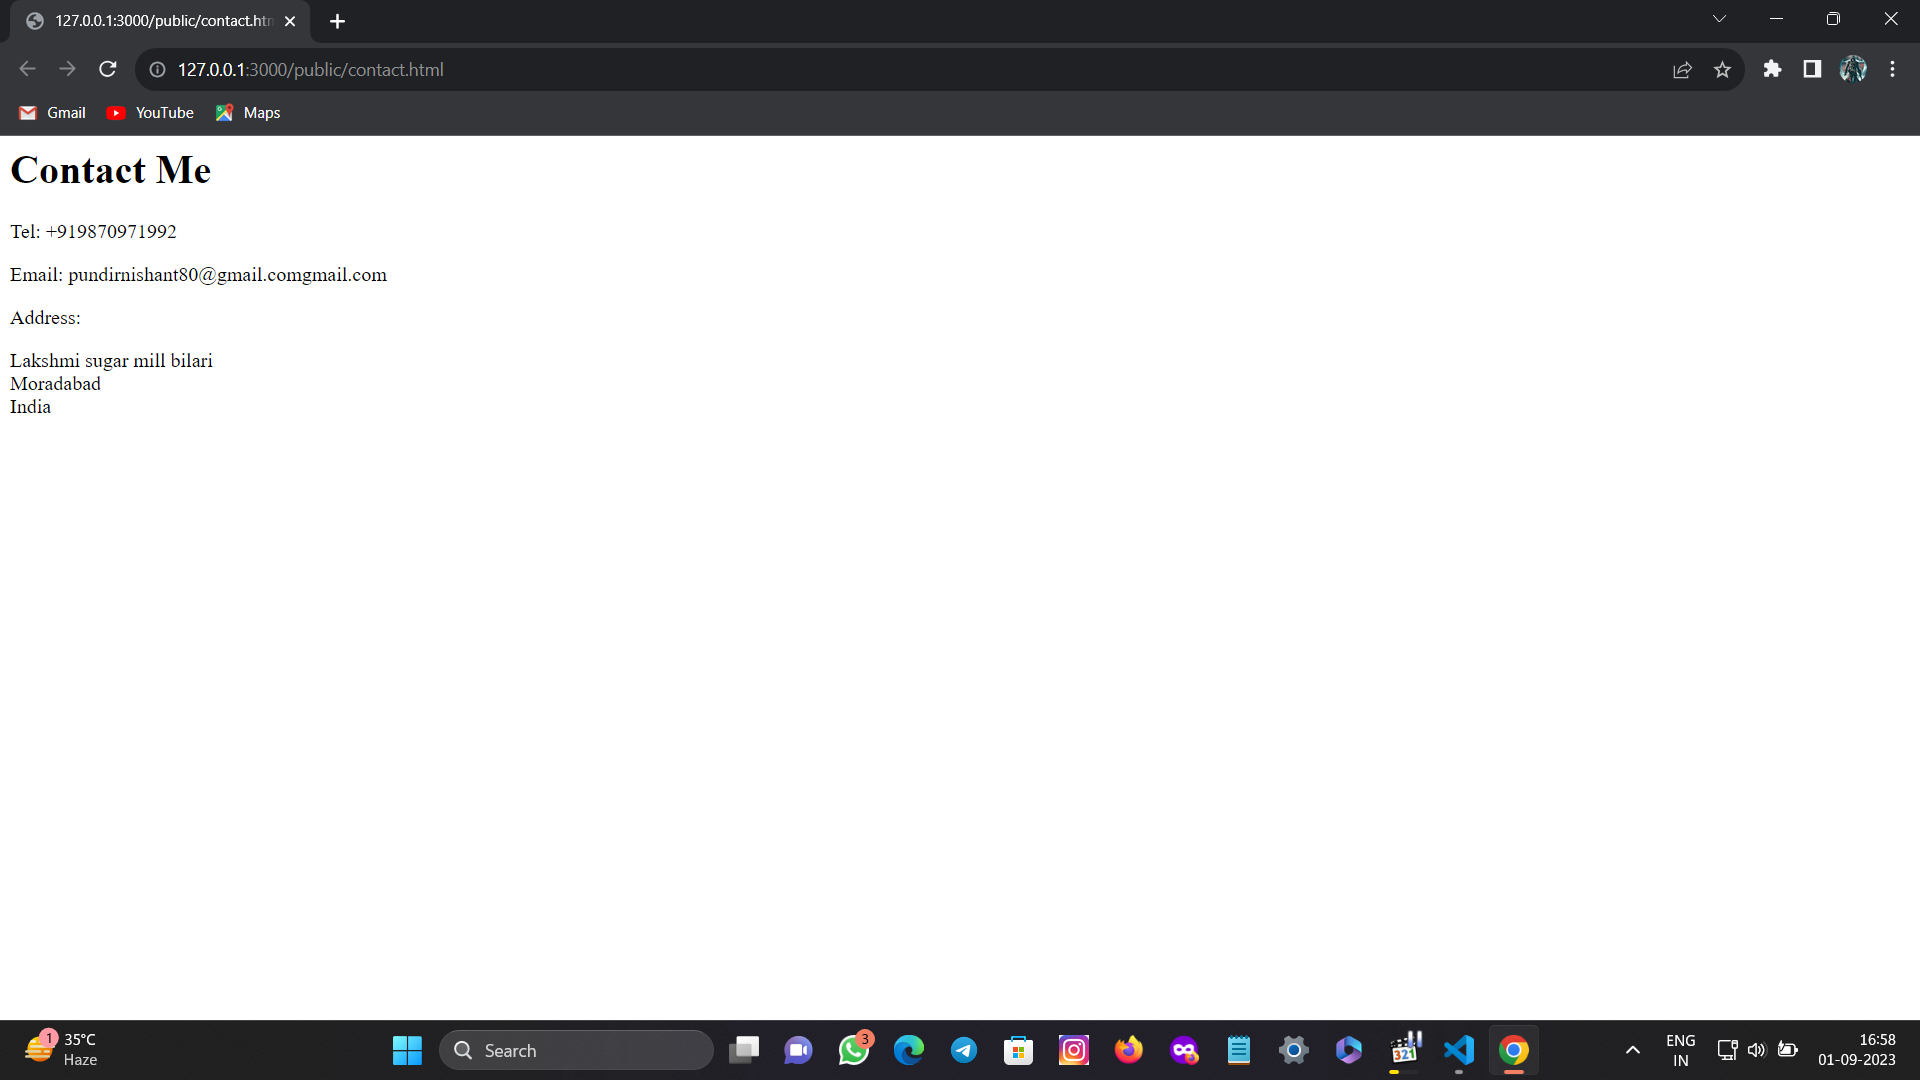 127.0.0.1:3000/public/contact.htm
127.0.0.1:3000/public/contact.html
Gmail YouTube Maps
Contact Me
Tel: +919870971992
Email: pundirnishant80@gmail.comgmail.com
Address:
Lakshmi sugar mill bilari
Moradabad
India
1
35°C
Haze
Search
3
321
ENG
IN
16:58
01-09-2023